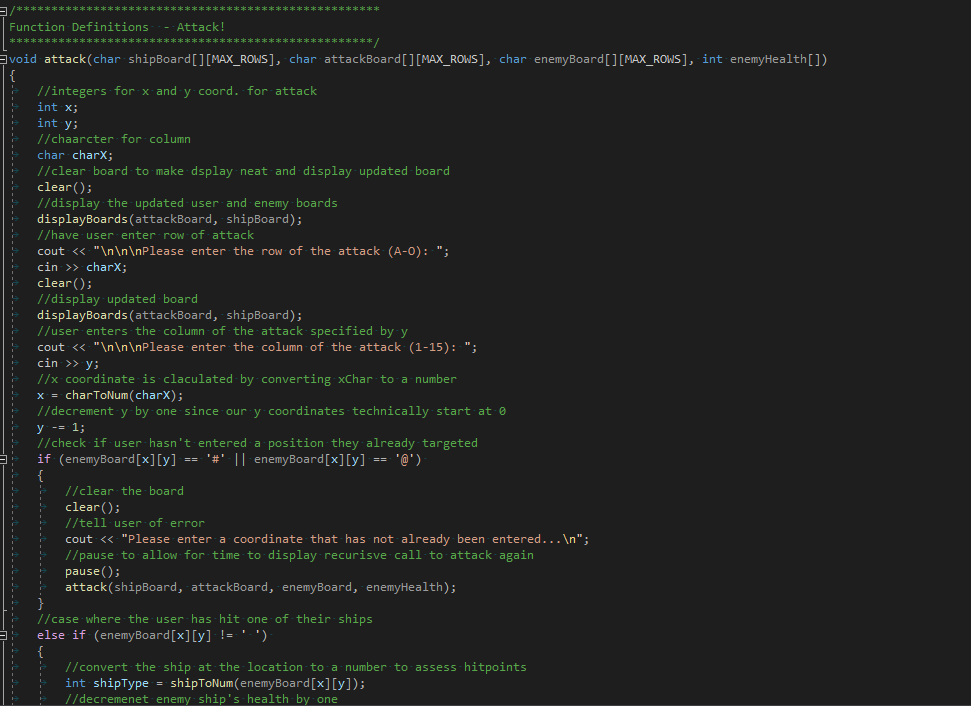 /****************************************************
Function Definitions  - Attack!
****************************************************/
void attack(char shipBoard[][MAX_ROWS], char attackBoard[][MAX_ROWS], char enemyBoard[][MAX_ROWS], int enemyHealth[])
{
    //integers for x and y coord. for attack
    int x;
    int y;
    //chaarcter for column
    char charX;
    //clear board to make dsplay neat and display updated board
    clear();
    //display the updated user and enemy boards
    displayBoards(attackBoard, shipBoard);
    //have user enter row of attack
    cout << "\n\n\nPlease enter the row of the attack (A-O): ";
    cin >> charX;
    clear();
    //display updated board
    displayBoards(attackBoard, shipBoard);
    //user enters the column of the attack specified by y
    cout << "\n\n\nPlease enter the column of the attack (1-15): ";
    cin >> y;
    //x coordinate is claculated by converting xChar to a number
    x = charToNum(charX);
    //decrement y by one since our y coordinates technically start at 0
    y -= 1;
    //check if user hasn't entered a position they already targeted
    if (enemyBoard[x][y] == '#' || enemyBoard[x][y] == '@')
    {
        //clear the board
        clear();
        //tell user of error
        cout << "Please enter a coordinate that has not already been entered...\n";
        //pause to allow for time to display recurisve call to attack again
        pause();
        attack(shipBoard, attackBoard, enemyBoard, enemyHealth);
    }
    //case where the user has hit one of their ships
    else if (enemyBoard[x][y] != ' ')
    {
        //convert the ship at the location to a number to assess hitpoints
        int shipType = shipToNum(enemyBoard[x][y]);
        //decremenet enemy ship's health by one